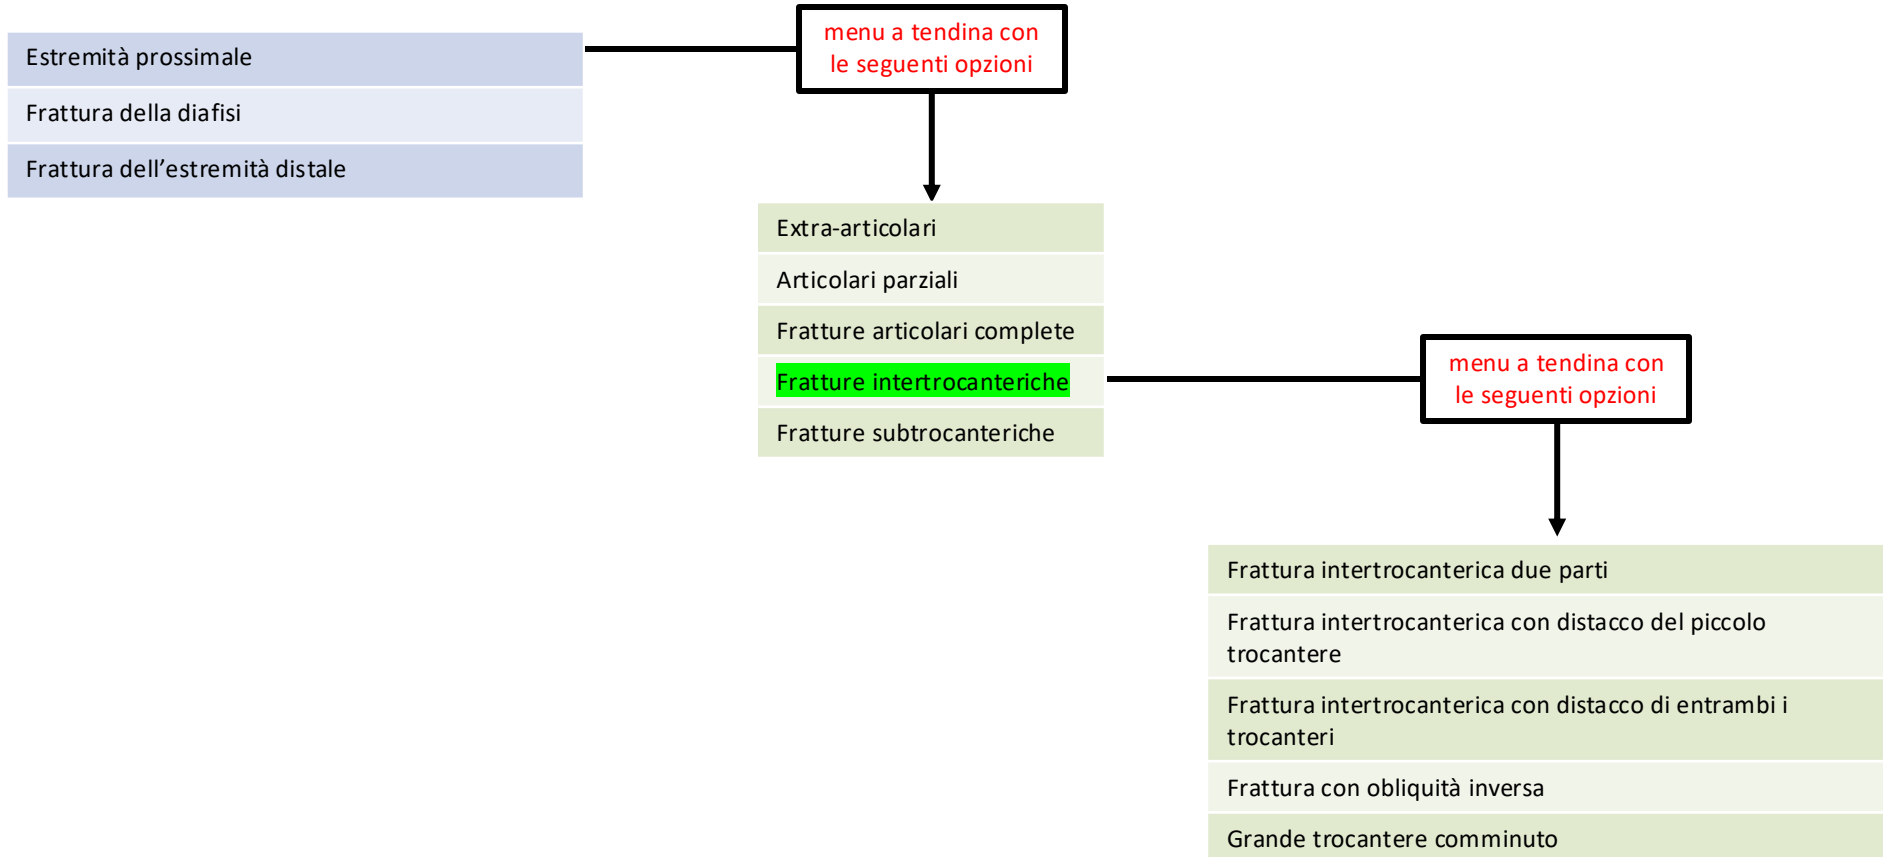 Estremità prossimale
Frattura della diafisi
Frattura dell’estremità distale
menu a tendina con
le seguenti opzioni
Extra-articolari
Articolari parziali
Fratture articolari complete
Fratture intertrocanteriche
Fratture subtrocanteriche
menu a tendina con
le seguenti opzioni
Frattura intertrocanterica due parti
Frattura intertrocanterica con distacco del piccolo
trocantere
Frattura intertrocanterica con distacco di entrambi i
trocanteri
Frattura con obliquità inversa
Grande trocantere comminuto